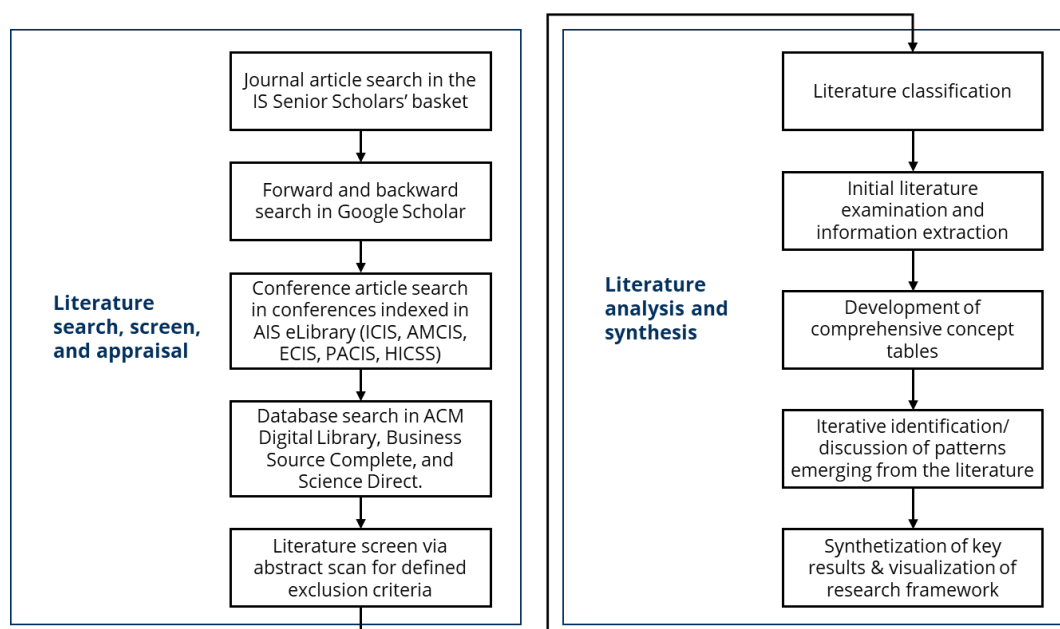 Journal article search in the
IS Senior Scholars’ basket
Forward and backward
search in Google Scholar
Conference article search
in conferences indexed in
AIS eLibrary (ICIS, AMCIS,
ECIS, PACIS, HICSS)
Database search in ACM
Digital Library, Business
Source Complete, and
Science Direct.
Literature screen via
abstract scan for defined
exclusion criteria
Literature
search, screen,
and appraisal
Literature classification
Initial literature
examination and
information extraction
Development of
comprehensive concept
tables
Iterative identification/
discussion of patterns
emerging from the literature
Synthetization of key
results & visualization of
research framework
Literature
analysis and
synthesis